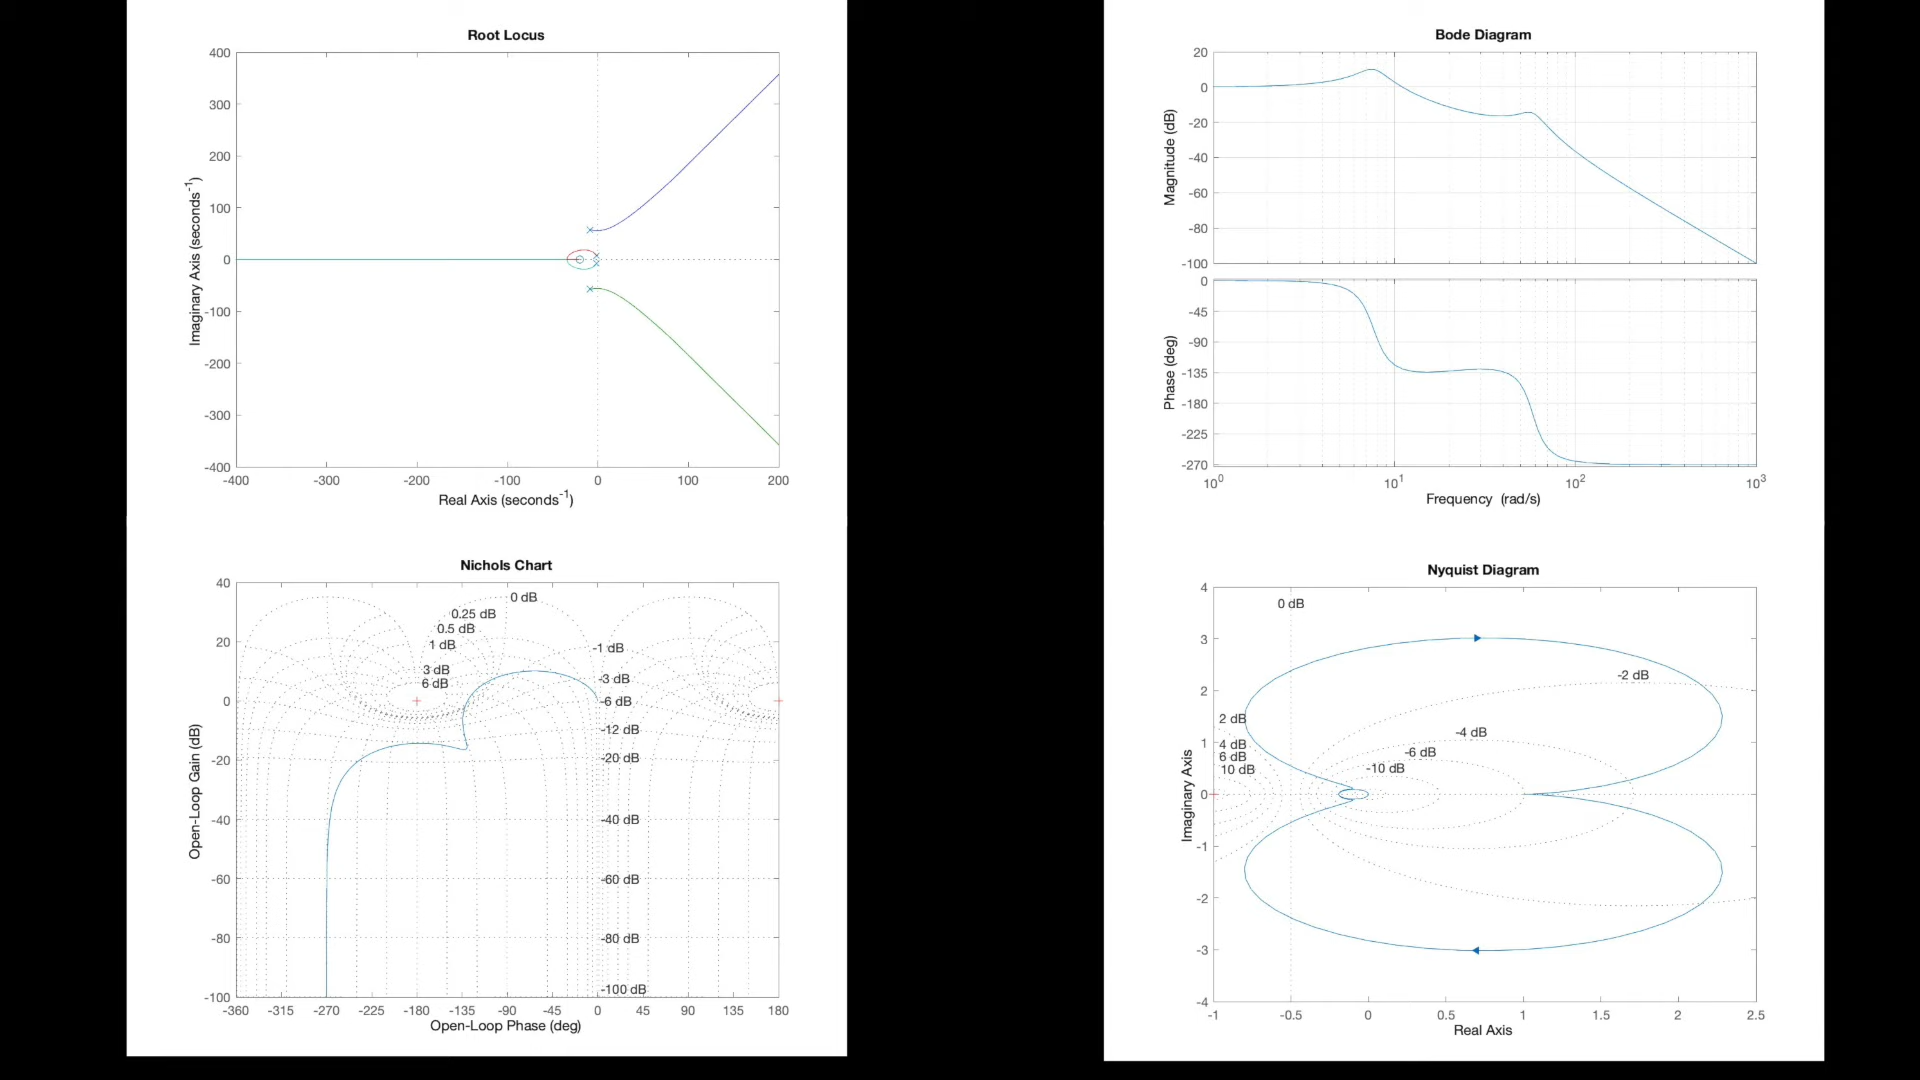 Root Locus
400
300
200
100
0
-100
-200
-300
-400
-400 -300 -200 -100 0 100 200
Real Axis (seconds⁻¹)
Imaginary Axis (seconds⁻¹)
Bode Diagram
20
0
-20
-40
-60
-80
-100
Magnitude (dB)
0
-45
-90
-135
-180
-225
-270
Phase (deg)
10⁰ 10¹ 10² 10³
Frequency (rad/s)
Nichols Chart
40
20
0
-20
-40
-60
-80
-100
Open-Loop Gain (dB)
0 dB
0.25 dB
0.5 dB
1 dB
3 dB
6 dB
-1 dB
-3 dB
-6 dB
-12 dB
-20 dB
-40 dB
-60 dB
-80 dB
-100 dB
-360 -315 -270 -225 -180 -135 -90 -45 0 45 90 135 180
Open-Loop Phase (deg)
Nyquist Diagram
4
3
2
1
0
-1
-2
-3
-4
Imaginary Axis
0 dB
-2 dB
2 dB
-4 dB
4 dB
-6 dB
6 dB
-10 dB
10 dB
-1 -0.5 0 0.5 1 1.5 2 2.5
Real Axis